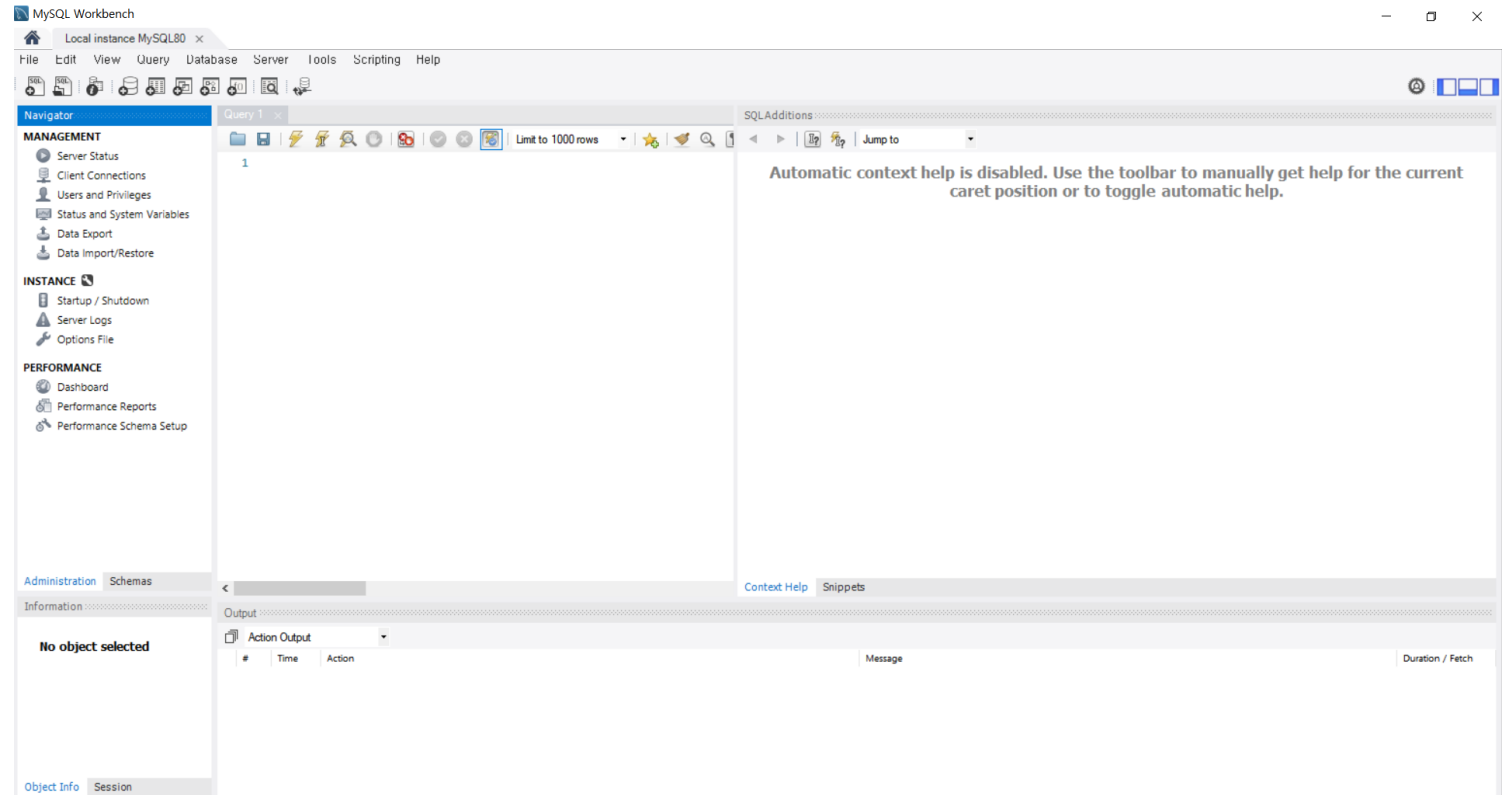 MySQL Workbench
Local instance MySQL80
File Edit View Query Database Server Tools Scripting Help
Navigator
MANAGEMENT
Server Status
Client Connections
Users and Privileges
Status and System Variables
Data Export
Data Import/Restore
INSTANCE
Startup / Shutdown
Server Logs
Options File
PERFORMANCE
Dashboard
Performance Reports
Performance Schema Setup
Administration Schemas
Information
No object selected
Object Info Session
Query 1
Limit to 1000 rows
1
SQLAdditions
Jump to
Automatic context help is disabled. Use the toolbar to manually get help for the current
caret position or to toggle automatic help.
Context Help Snippets
Output
Action Output
# Time Action Message Duration / Fetch